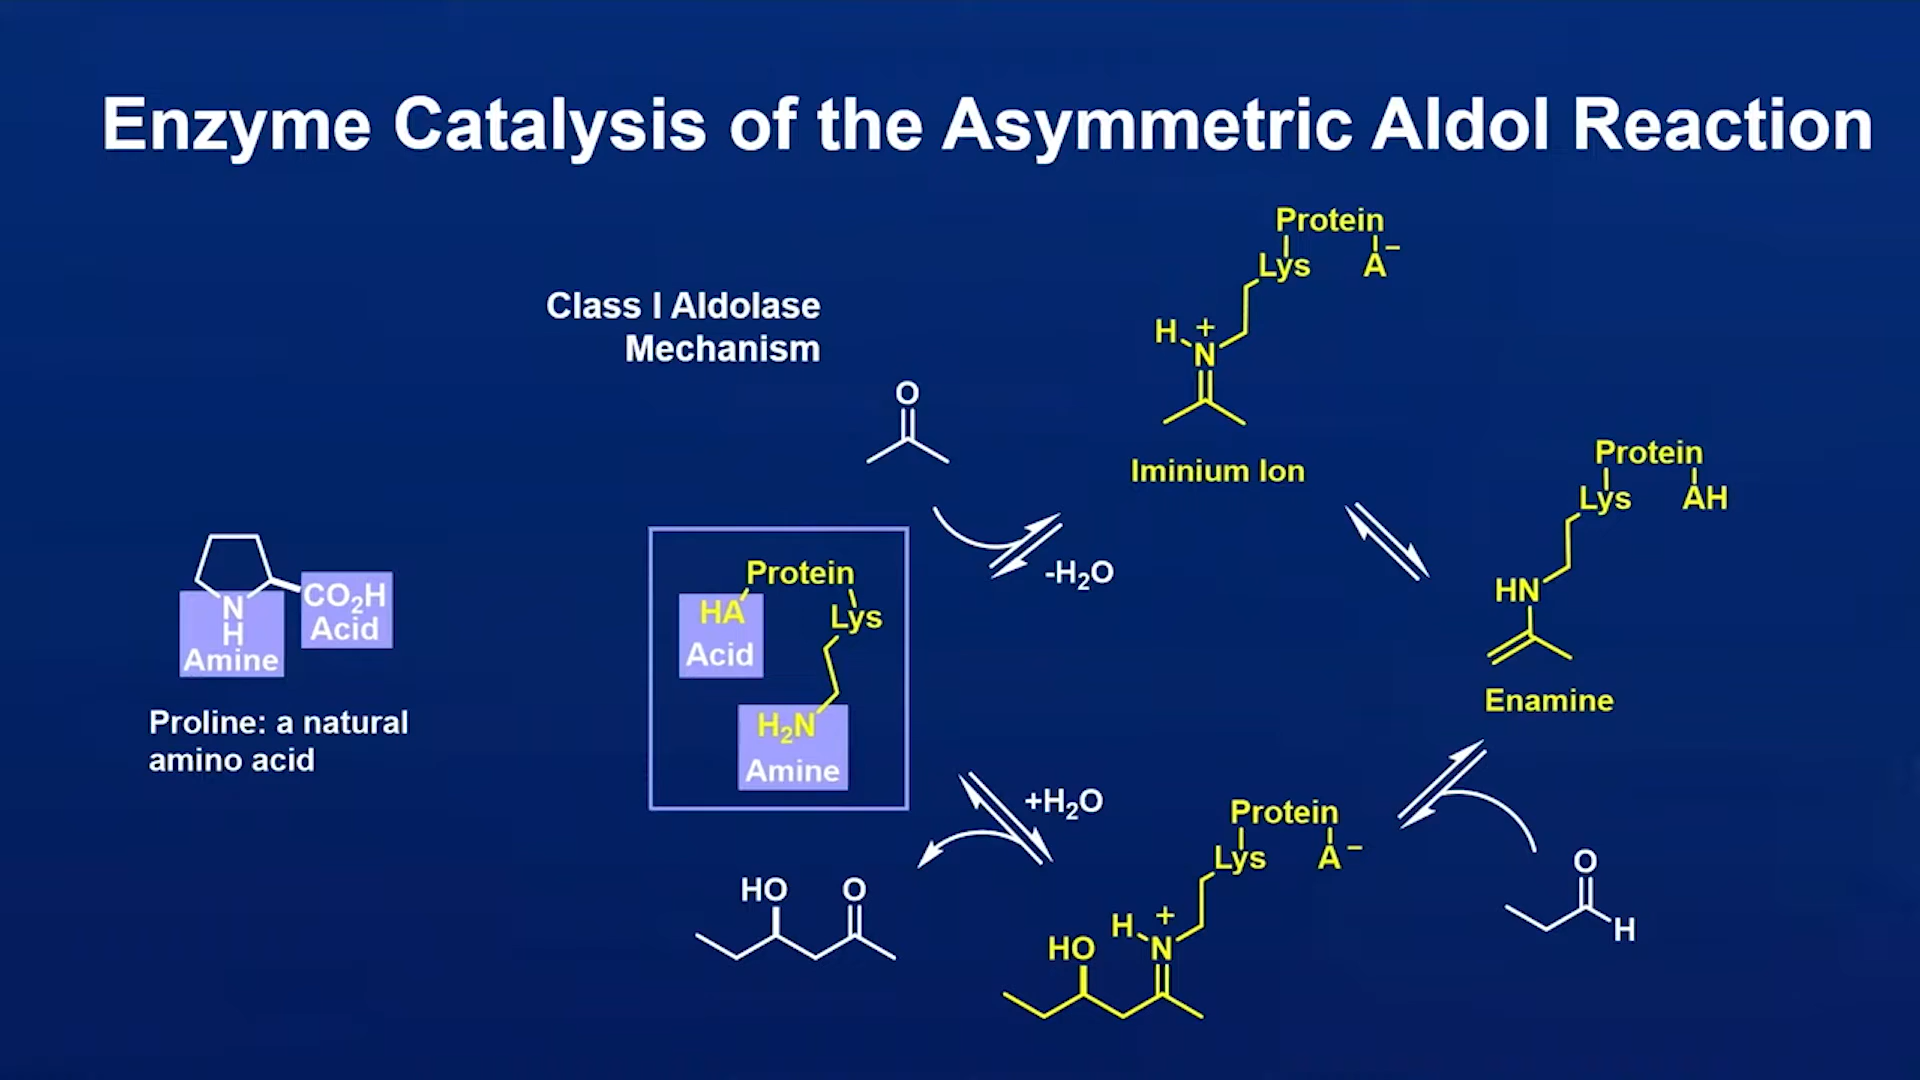 Enzyme Catalysis of the Asymmetric Aldol Reaction
Class I Aldolase
Mechanism
O
-H₂O
Protein
Lys A⁻
H +
N
Iminium Ion
Protein
Lys AH
HN
Enamine
N
H
Amine
CO₂H
Acid
Proline: a natural
amino acid
Protein
HA
Lys
Acid
H₂N
Amine
+H₂O
HO O
Protein
Lys A⁻
H +
HO N
O
H